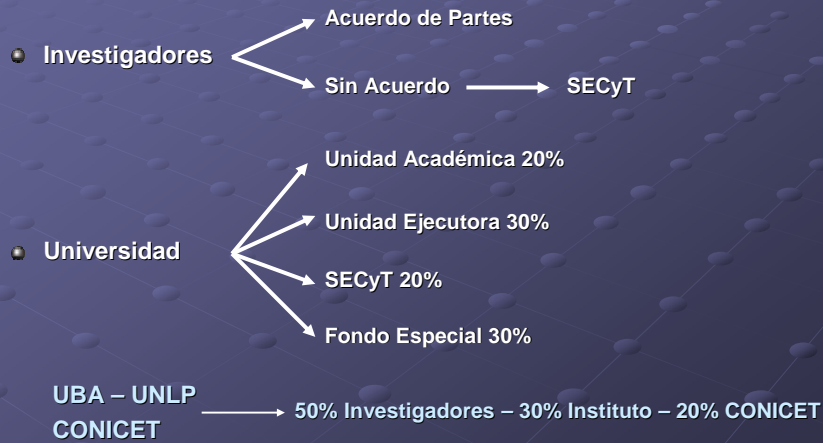 Investigadores
Acuerdo de Partes
Sin Acuerdo
SECyT
Universidad
Unidad Académica 20%
Unidad Ejecutora 30%
SECyT 20%
Fondo Especial 30%
UBA – UNLP
CONICET
50% Investigadores – 30% Instituto – 20% CONICET